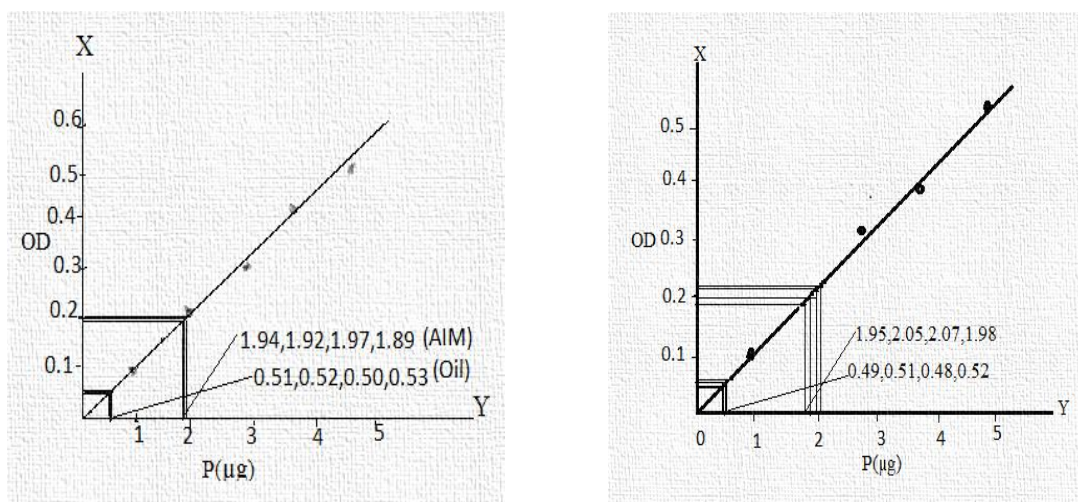 X
0.6
0.5
0.4
OD
0.3
0.2
0.1
1.94,1.92,1.97,1.89 (AIM)
0.51,0.52,0.50,0.53 (Oil)
Y
1 2 3 4 5
P(µg)
X
0.5
0.4
OD 0.3
0.2
0.1
1.95,2.05,2.07,1.98
0.49,0.51,0.48,0.52
Y
0 1 2 3 4 5
P(µg)